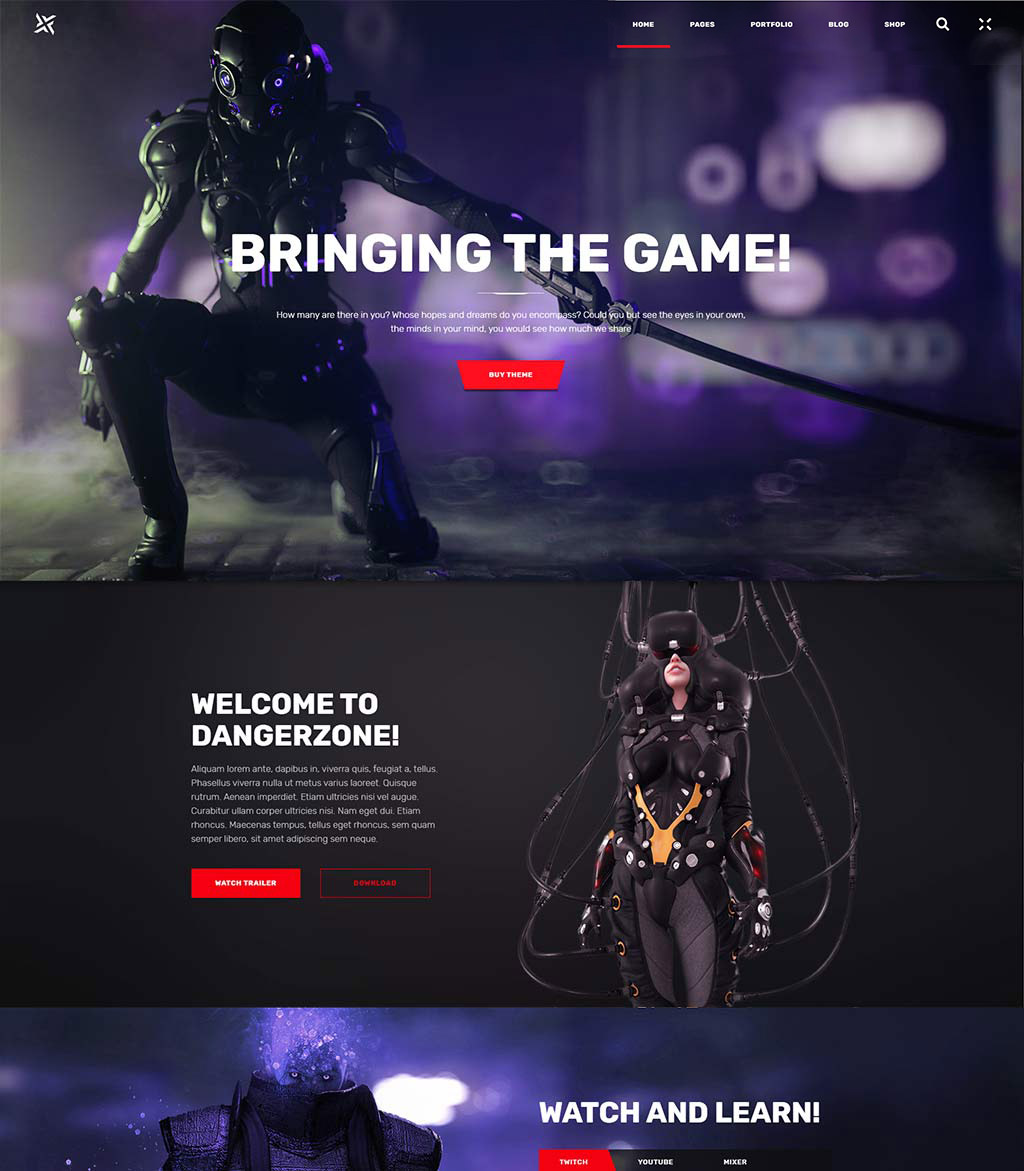 HOME
PAGES
PORTFOLIO
BLOG
SHOP
BRINGING THE GAME!
How many are there in you? Whose hopes and dreams do you encompass? Could you but see the eyes in your own,
the minds in your mind, you would see how much we share
BUY THEME
WELCOME TO
DANGERZONE!
Aliquam lorem ante, dapibus in, viverra quis, feugiat a, tellus.
Phasellus viverra nulla ut metus varius laoreet. Quisque
rutrum. Aenean imperdiet. Etiam ultricies nisi vel augue.
Curabitur ullam corper ultricies nisi. Nam eget dui. Etiam
rhoncus. Maecenas tempus, tellus eget rhoncus, sem quam
semper libero, sit amet adipiscing sem neque.
WATCH TRAILER
DOWNLOAD
WATCH AND LEARN!
TWITCH
YOUTUBE
MIXER